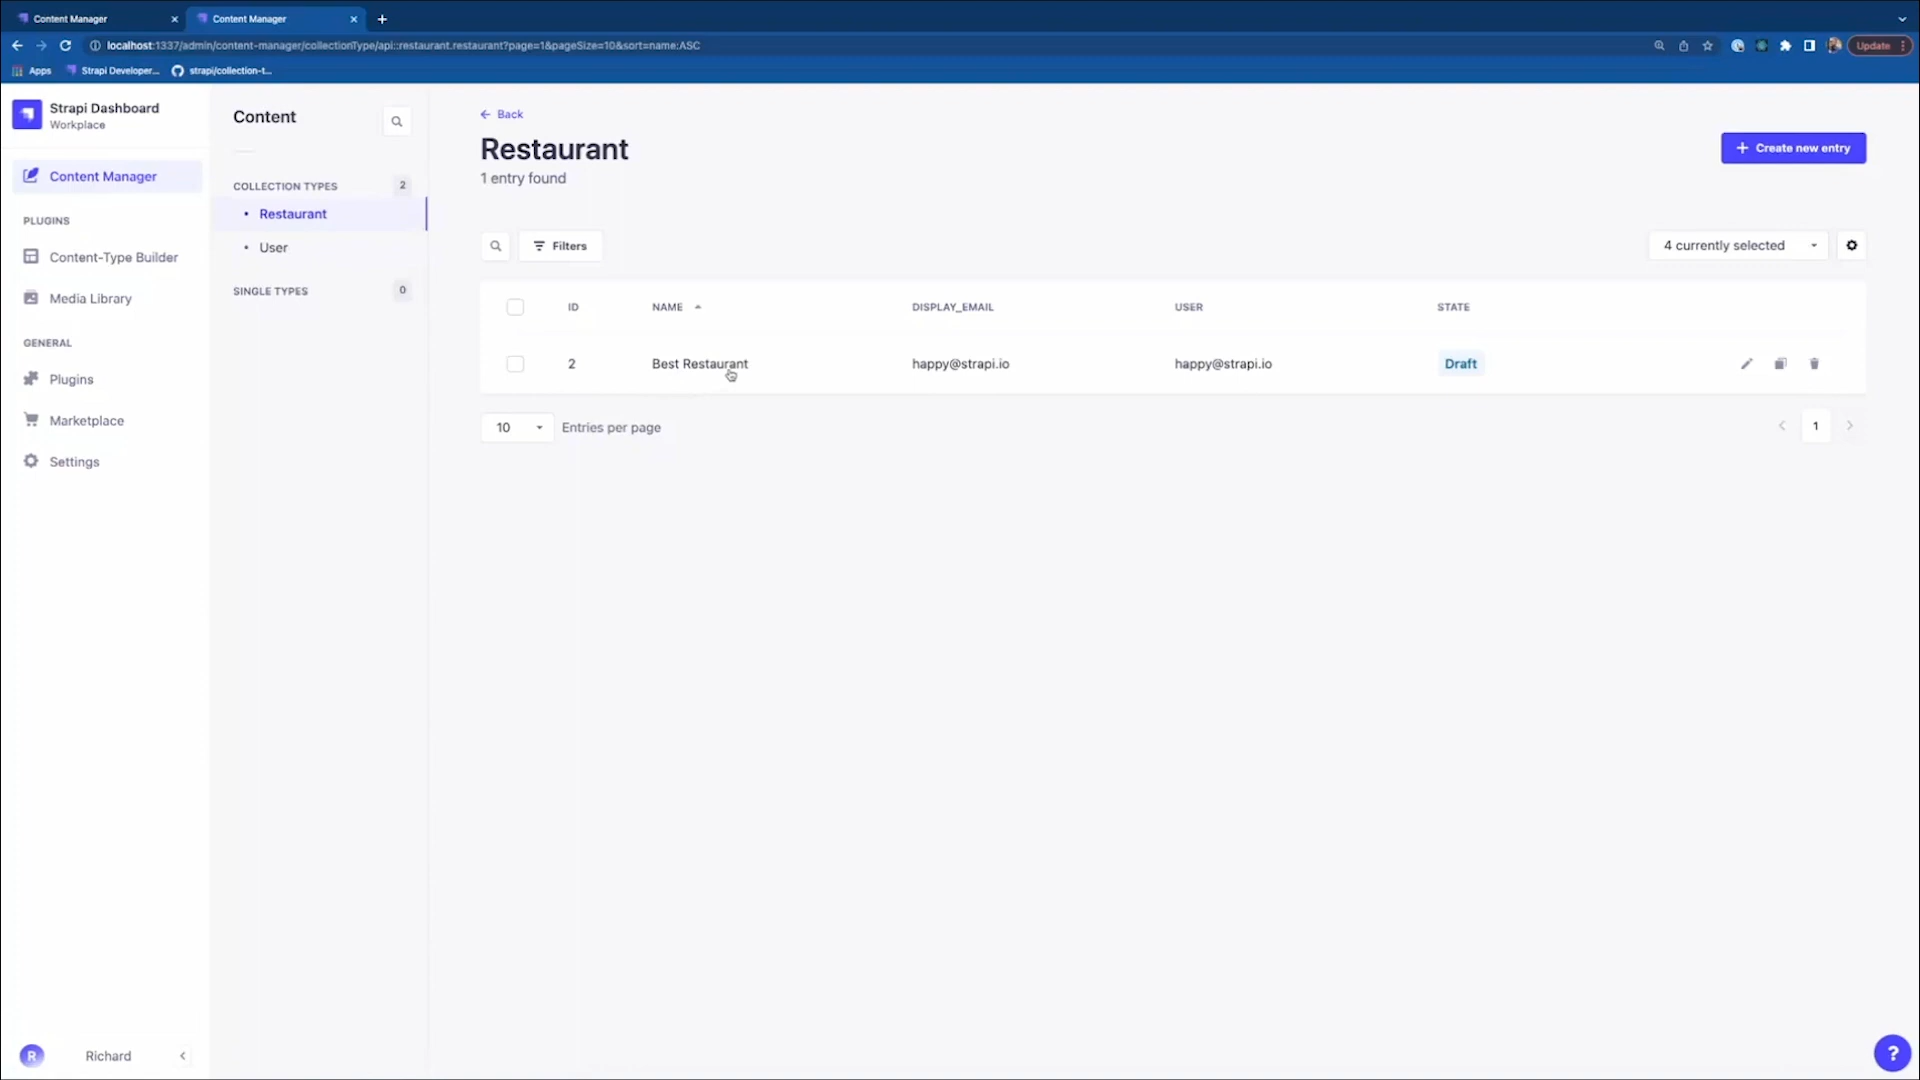 Content Manager
Content Manager
localhost:1337/admin/content-manager/collectionType/api::restaurant.restaurant?page=1&pageSize=10&sort=name:ASC
Update
Apps
Strapi Developer...
strapi/collection-t...
Strapi Dashboard
Workplace
Content Manager
PLUGINS
Content-Type Builder
Media Library
GENERAL
Plugins
Marketplace
Settings
R
Richard
Content
COLLECTION TYPES 2
Restaurant
User
SINGLE TYPES 0
Back
Restaurant
1 entry found
Create new entry
Filters
4 currently selected
ID NAME DISPLAY_EMAIL USER STATE
2 Best Restaurant happy@strapi.io happy@strapi.io Draft
10 Entries per page
1
?